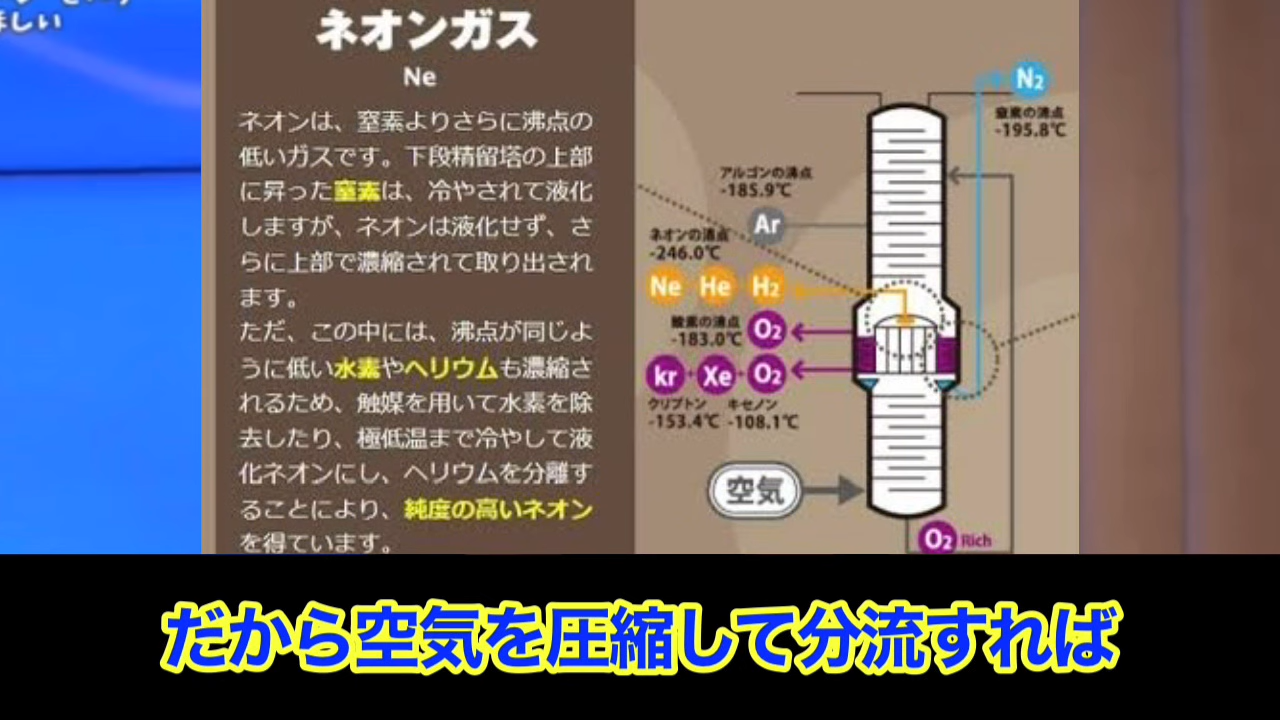 ほしい
ネオンガス
Ne
ネオンは、窒素よりさらに沸点の
低いガスです。下段精留塔の上部
に昇った窒素は、冷やされて液化
しますが、ネオンは液化せず、さ
らに上部で濃縮されて取り出され
ます。
ただ、この中には、沸点が同じよ
うに低い水素やヘリウムも濃縮さ
れるため、触媒を用いて水素を除
去したり、極低温まで冷やして液
化ネオンにし、ヘリウムを分離す
ることにより、純度の高いネオン
を得ています。
N2
窒素の沸点
-195.8℃
アルゴンの沸点
-185.9℃
Ar
ネオンの沸点
-246.0℃
Ne He H2
酸素の沸点
-183.0℃
O2
kr Xe O2
クリプトン キセノン
-153.4℃ -108.1℃
空気
O2 Rich
だから空気を圧縮して分流すれば